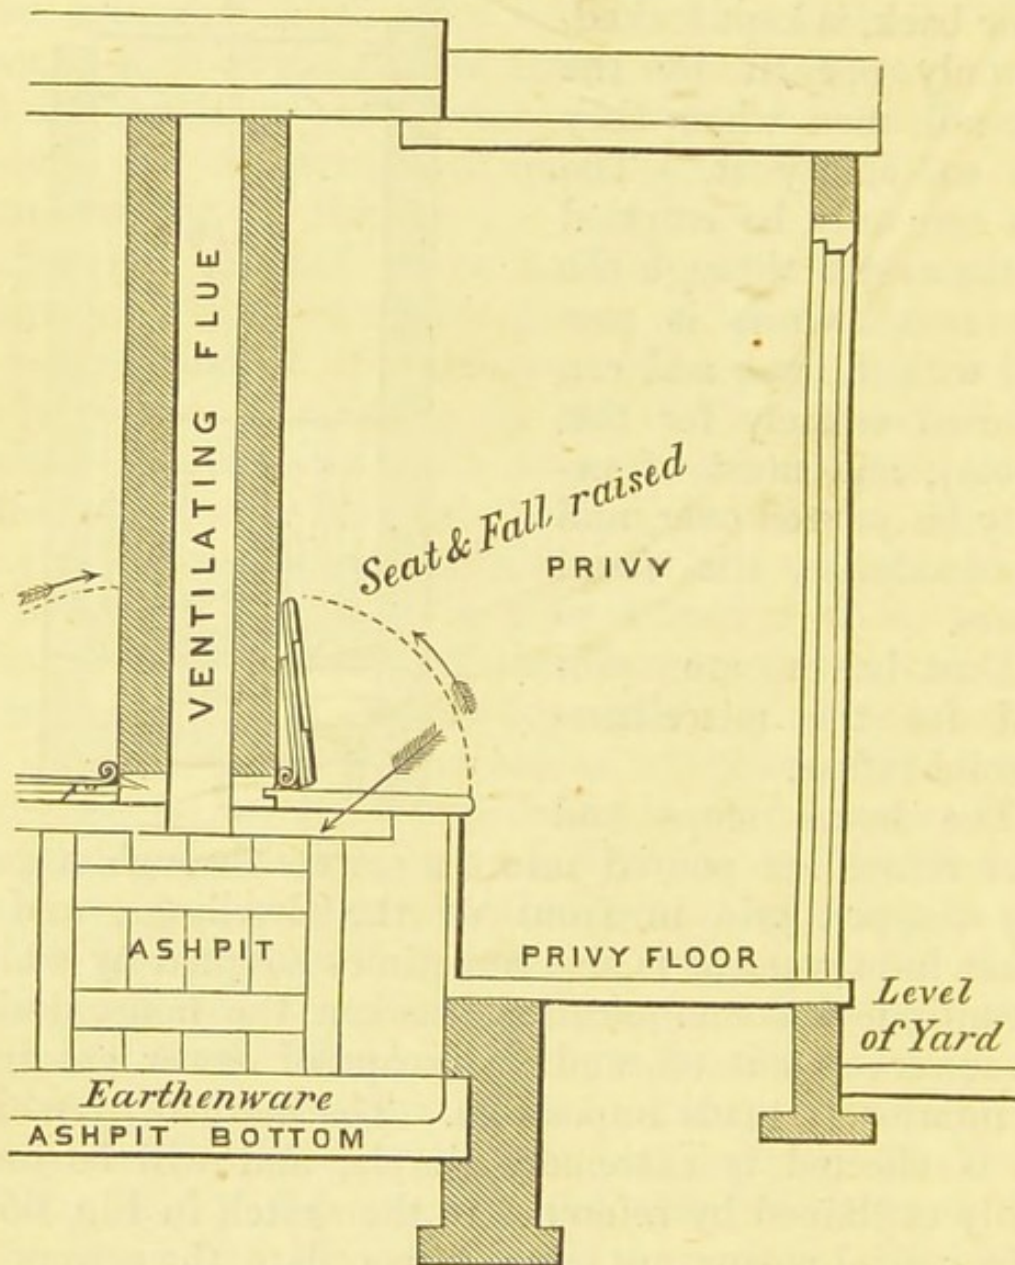 VENTILATING FLUE
Seat & Fall raised
PRIVY
ASHPIT
PRIVY FLOOR
Level
of Yard
Earthenware
ASHPIT BOTTOM